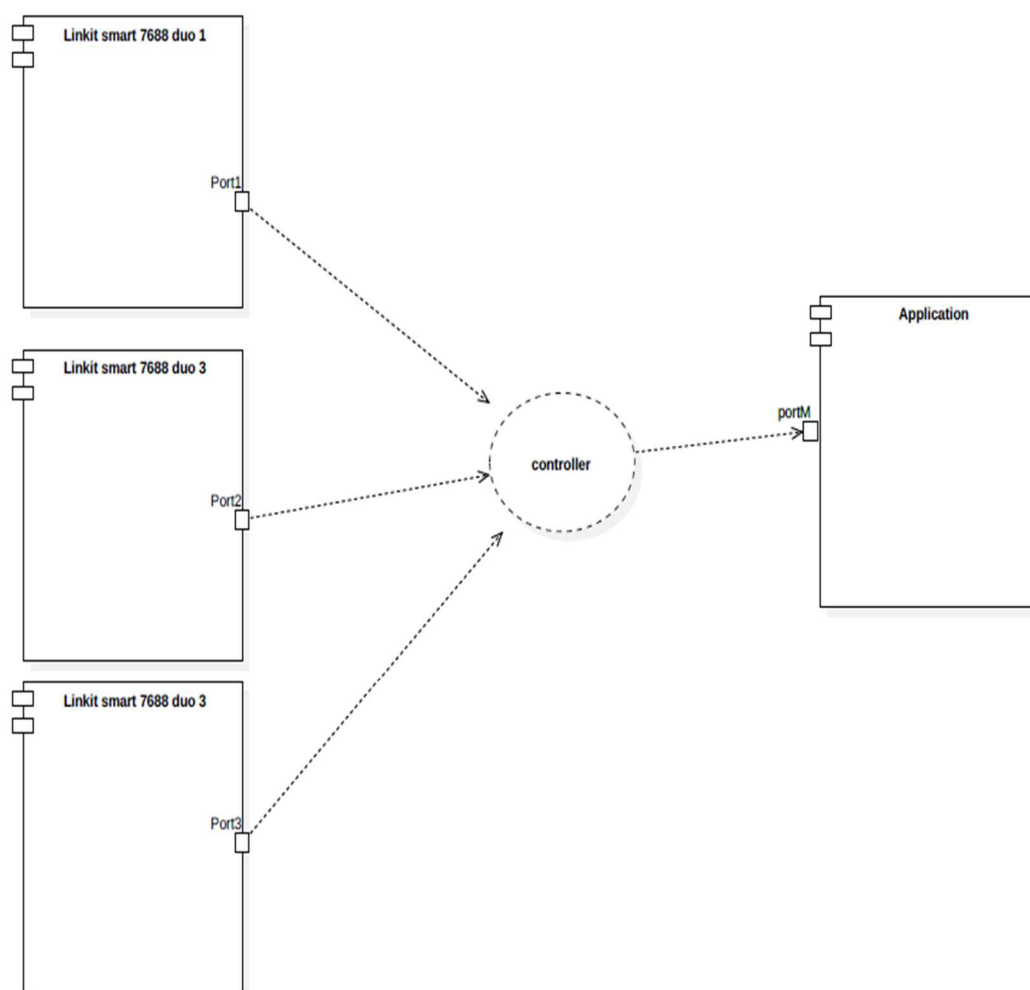 Linkit smart 7688 duo 1
Port1
Linkit smart 7688 duo 3
Port2
Linkit smart 7688 duo 3
Port3
controller
Application
portM